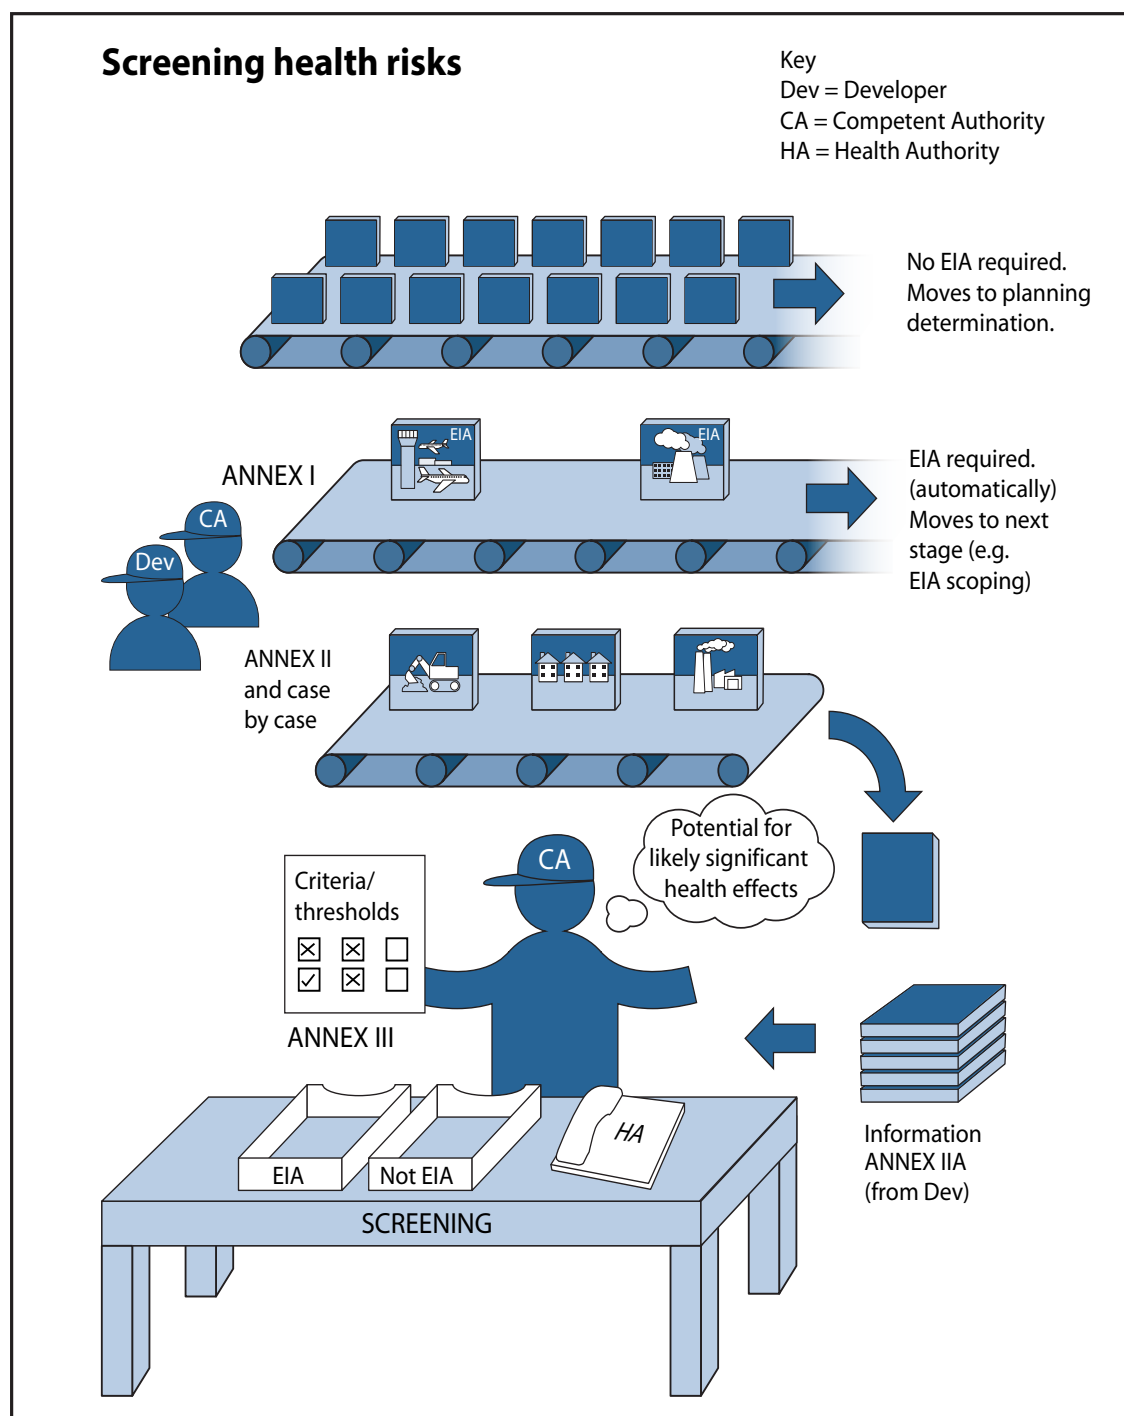 Screening health risks
Key
Dev = Developer
CA = Competent Authority
HA = Health Authority
No EIA required.
Moves to planning
determination.
EIA
EIA
ANNEX I
EIA required.
(automatically)
Moves to next
stage (e.g.
EIA scoping)
CA
Dev
ANNEX II
and case
by case
Potential for
likely significant
health effects
CA
Criteria/
thresholds
ANNEX III
HA
EIA
Not EIA
SCREENING
Information
ANNEX IIA
(from Dev)